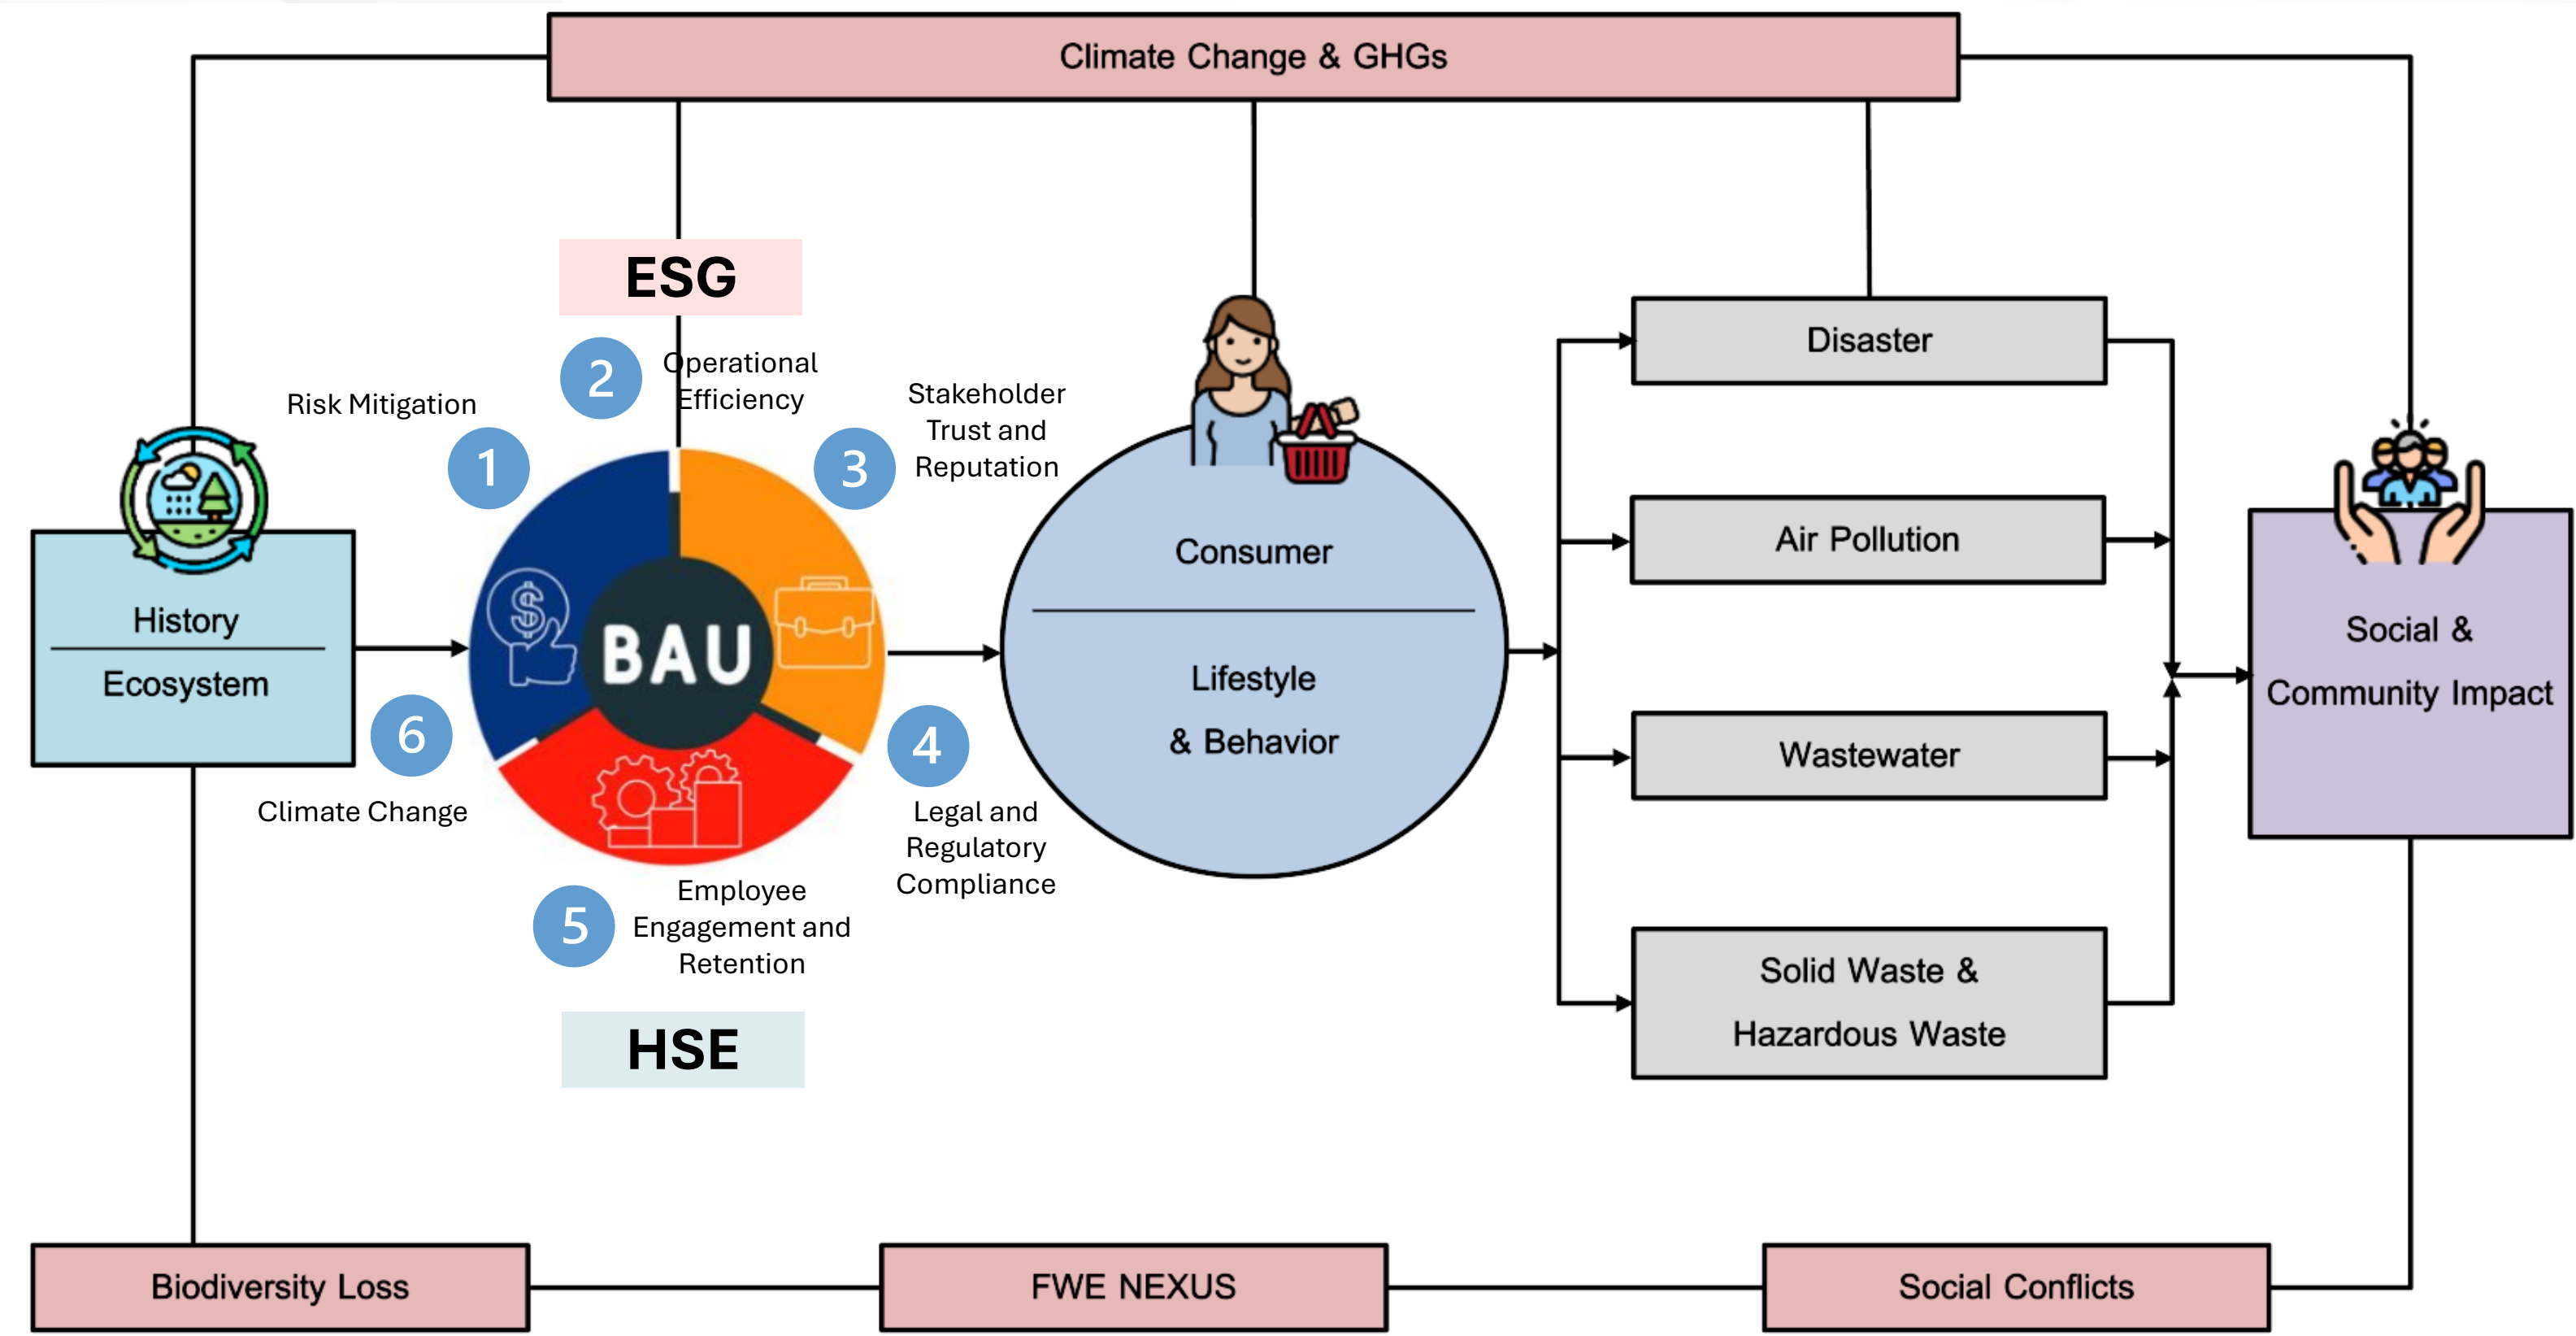 Climate Change & GHGs
ESG
2
Operational
Efficiency
Risk Mitigation
1
3
Stakeholder
Trust and
Reputation
History
Ecosystem
$
BAU
6
Climate Change
4
Legal and
Regulatory
Compliance
5
Employee
Engagement and
Retention
HSE
Consumer
Lifestyle
& Behavior
Disaster
Air Pollution
Wastewater
Solid Waste &
Hazardous Waste
Social &
Community Impact
Biodiversity Loss
FWE NEXUS
Social Conflicts